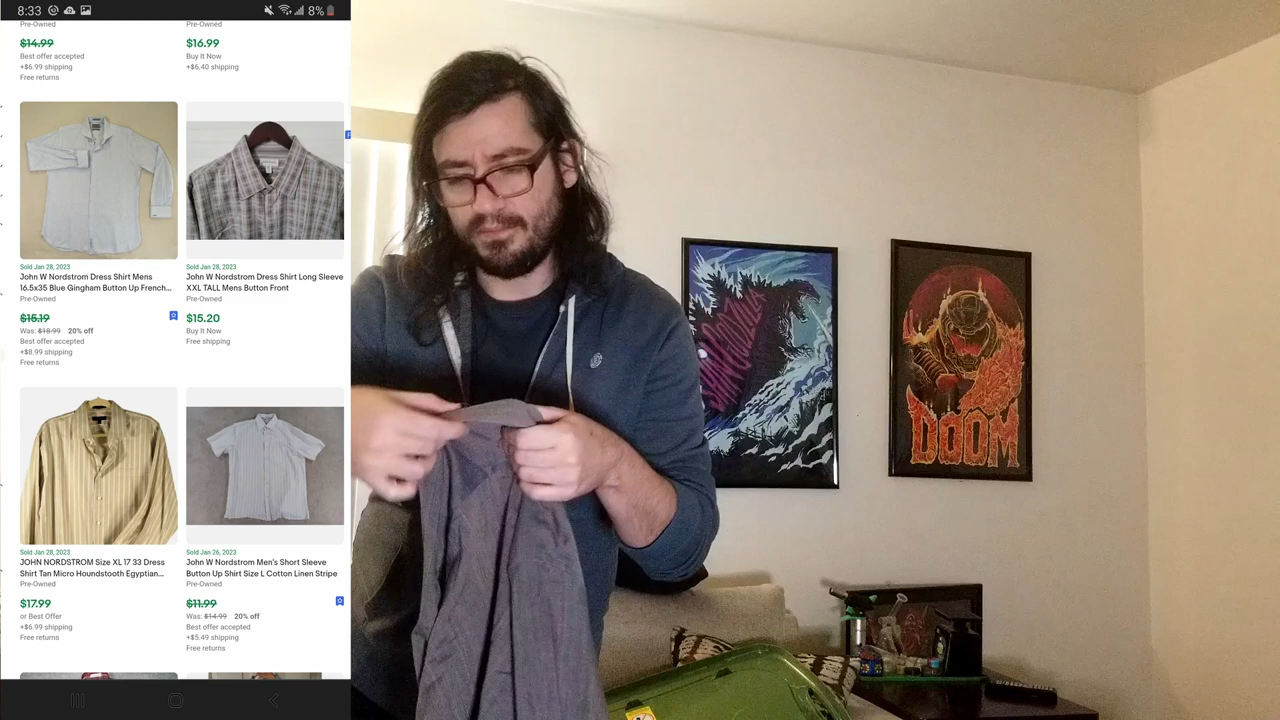 8:33
8%
Pre-Owned
$14.99
Best offer accepted
+$6.99 shipping
Free returns
Pre-Owned
$16.99
Buy It Now
+$6.40 shipping
Sold Jan 28, 2023
John W Nordstrom Dress Shirt Mens
16.5x35 Blue Gingham Button Up French...
Pre-Owned
$15.19
Was: $18.99 20% off
Best offer accepted
+$8.99 shipping
Free returns
Sold Jan 28, 2023
John W Nordstrom Dress Shirt Long Sleeve
XXL TALL Mens Button Front
Pre-Owned
$15.20
Buy It Now
Free shipping
Sold Jan 28, 2023
JOHN NORDSTROM Size XL 17 33 Dress
Shirt Tan Micro Houndstooth Egyptian...
Pre-Owned
$17.99
or Best Offer
+$6.99 shipping
Free returns
Sold Jan 26, 2023
John W Nordstrom Men's Short Sleeve
Button Up Shirt Size L Cotton Linen Stripe
Pre-Owned
$11.99
Was: $14.99 20% off
Best offer accepted
+$5.49 shipping
Free returns
DOOM